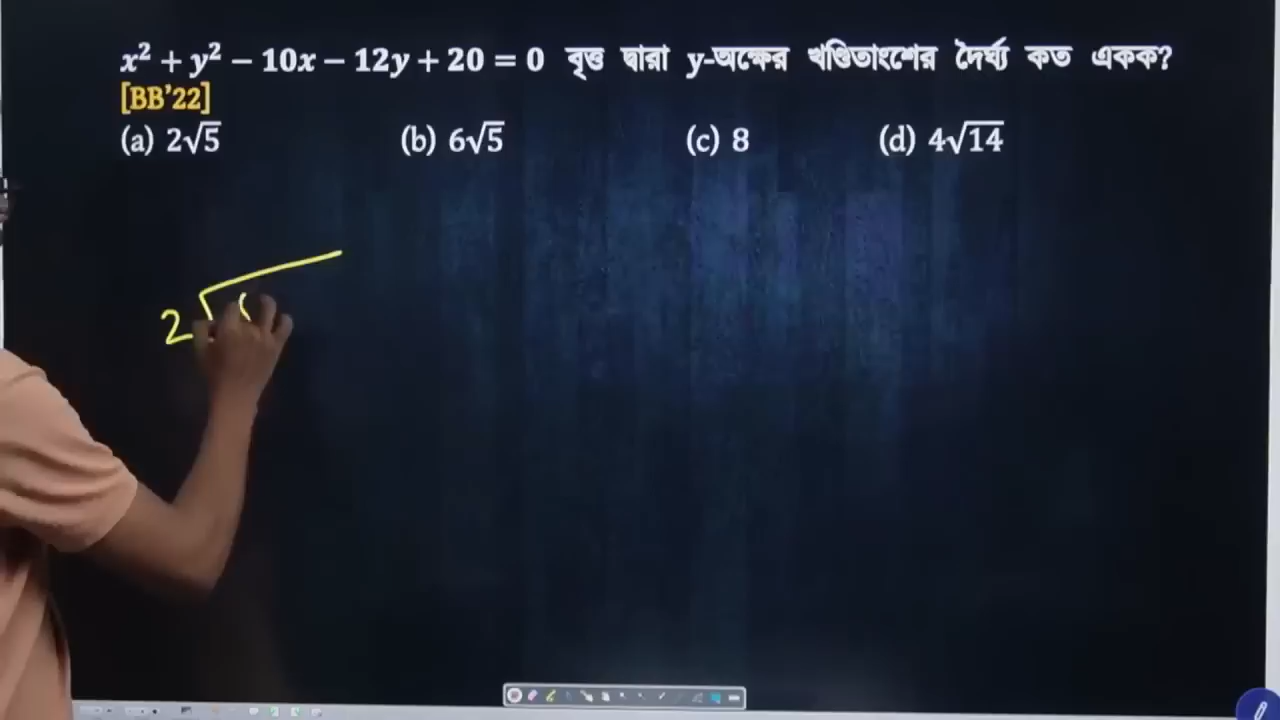 x² + y² − 10x − 12y + 20 = 0 বৃত্ত দ্বারা y-অক্ষের খণ্ডিতাংশের দৈর্ঘ্য কত একক?
[BB'22]
(a) 2√5 (b) 6√5 (c) 8 (d) 4√14
2√(